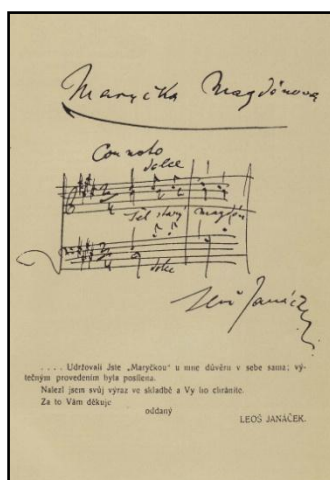 Maryčka Magdónova
Con moto
dolce
Šel starý Magdón
dolce
Leoš Janáček
. . . . Udržovali Jste „Maryčkou" u mne důvěru v sebe sama; vý-
tečným provedením byla posílena.
Nalezl jsem svůj výraz ve skladbě a Vy ho chráníte.
Za to Vám děkuje
oddaný
LEOŠ JANÁČEK.